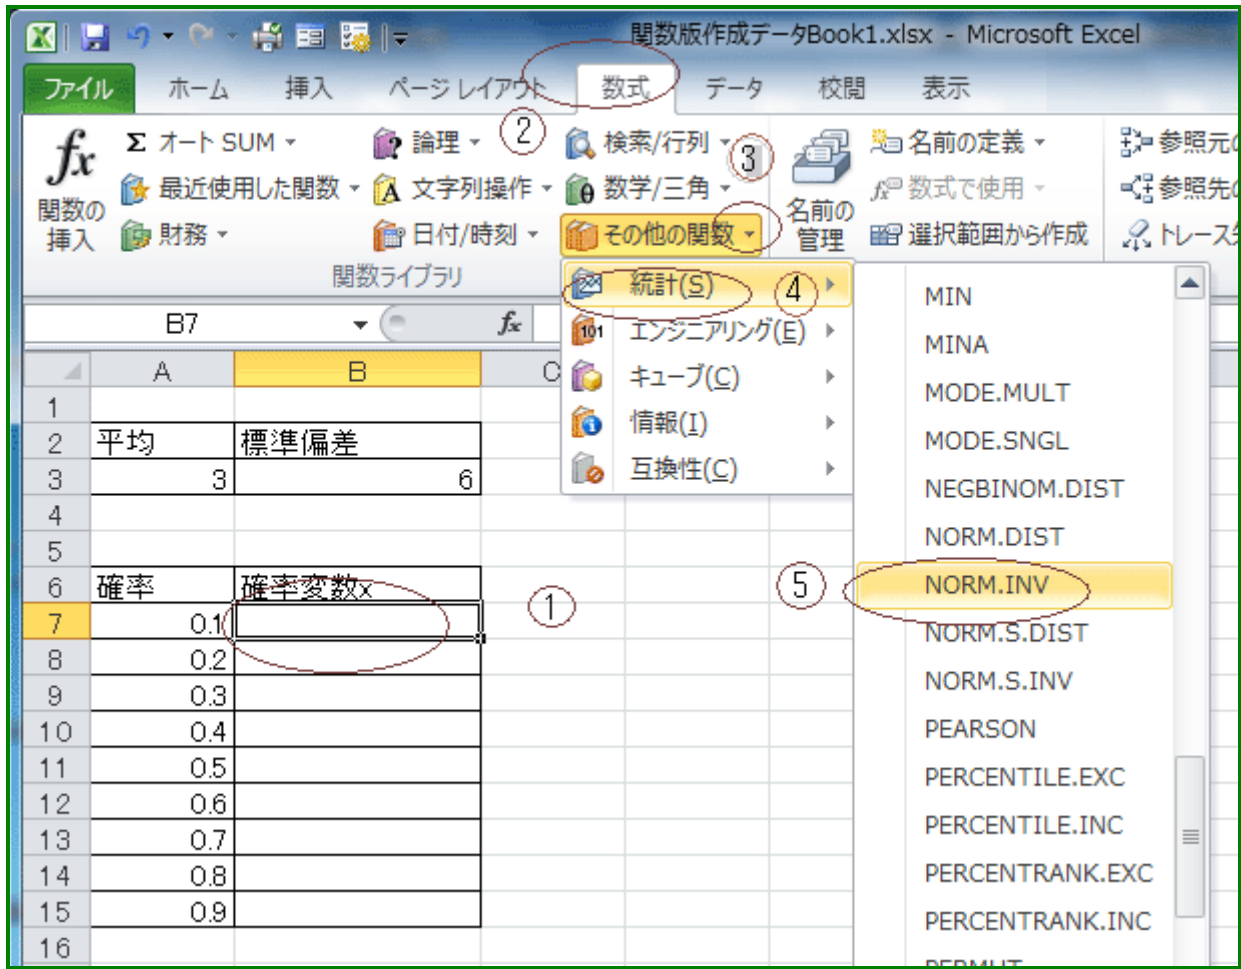 関数版作成データBook1.xlsx - Microsoft Excel
ファイル ホーム 挿入 ページ レイアウト 数式 データ 校閲 表示
②
③
fx 関数の挿入
Σ オート SUM
最近使用した関数
財務
論理
文字列操作
日付/時刻
検索/行列
数学/三角
その他の関数
関数ライブラリ
名前の管理
名前の定義
数式で使用
選択範囲から作成
参照元
参照先
トレース
統計(S) ④
エンジニアリング(E)
キューブ(C)
情報(I)
互換性(C)
MIN
MINA
MODE.MULT
MODE.SNGL
NEGBINOM.DIST
NORM.DIST
⑤ NORM.INV
NORM.S.DIST
NORM.S.INV
PEARSON
PERCENTILE.EXC
PERCENTILE.INC
PERCENTRANK.EXC
PERCENTRANK.INC
PERMUT
B7 fx
A B C
1
2 平均 標準偏差
3 3 6
4
5
6 確率 確率変数x
7 0.1 ①
8 0.2
9 0.3
10 0.4
11 0.5
12 0.6
13 0.7
14 0.8
15 0.9
16